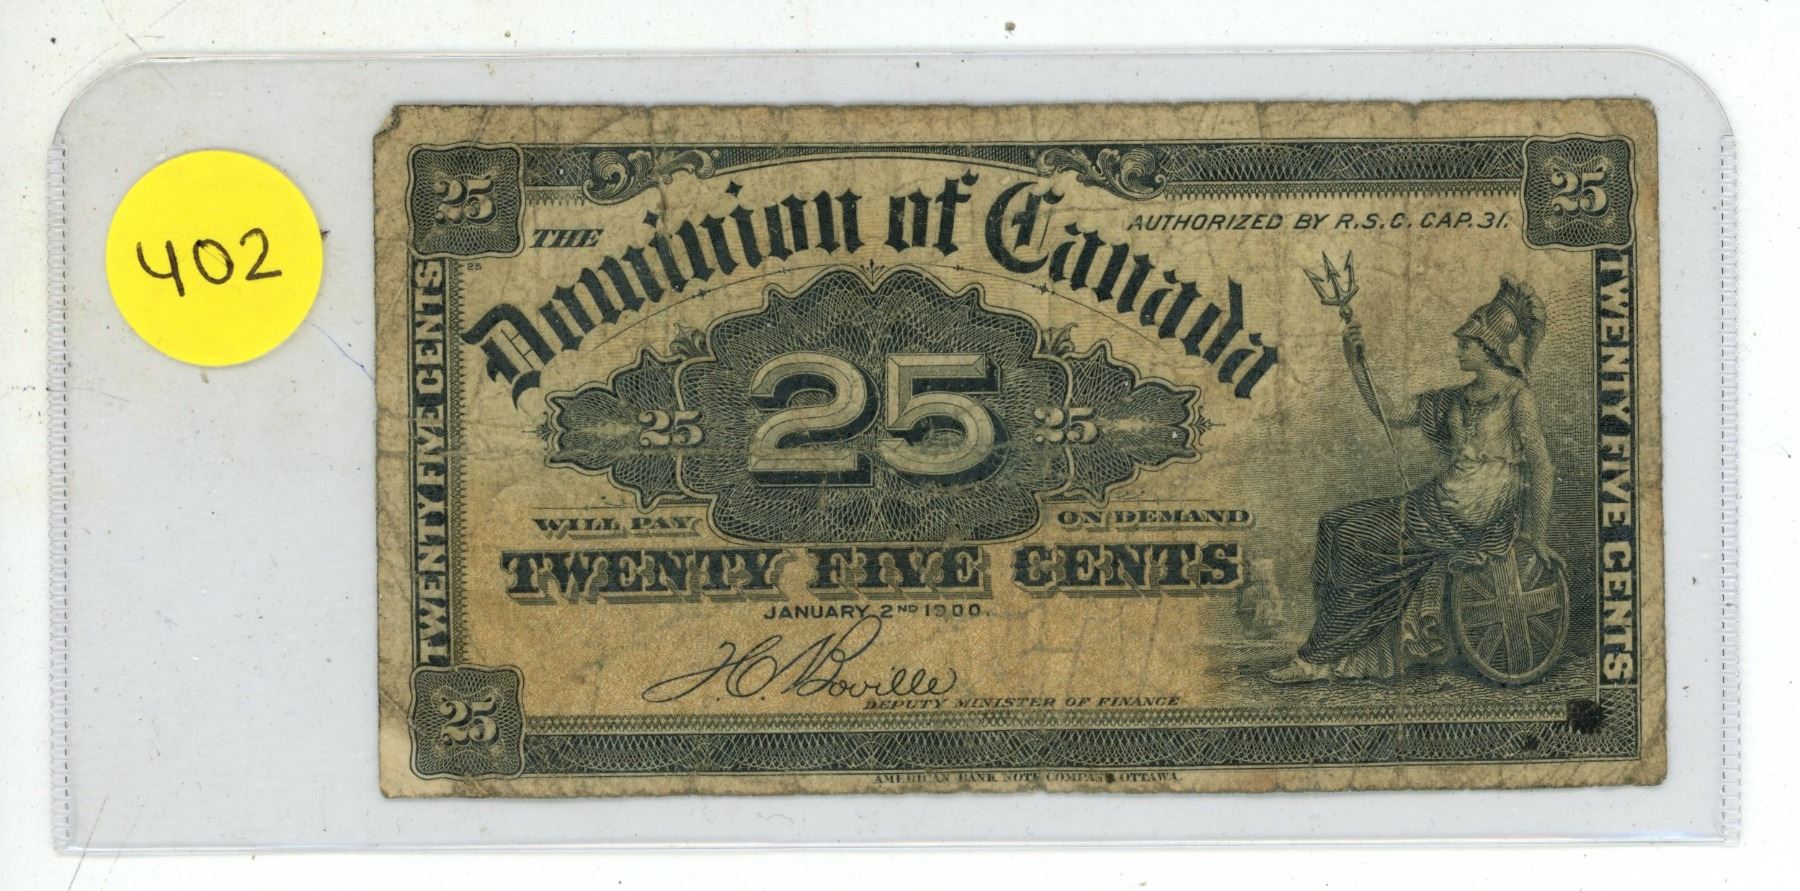 402
25
25
THE Dominion of Canada
AUTHORIZED BY R.S.C. CAP. 31.
25
TWENTY FIVE CENTS
TWENTY FIVE CENTS
25
25
25
WILL PAY
ON DEMAND
TWENTY FIVE CENTS
JANUARY 2ND 1900.
H.C. Boville
DEPUTY MINISTER OF FINANCE
25
AMERICAN BANK NOTE COMPANY, OTTAWA